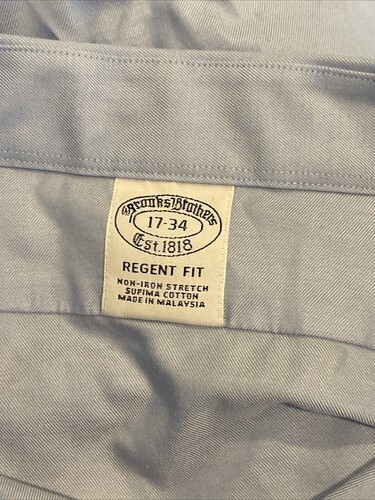 Brooks Brothers
17-34
Est. 1818
REGENT FIT
NON-IRON STRETCH
SUPIMA COTTON
MADE IN MALAYSIA